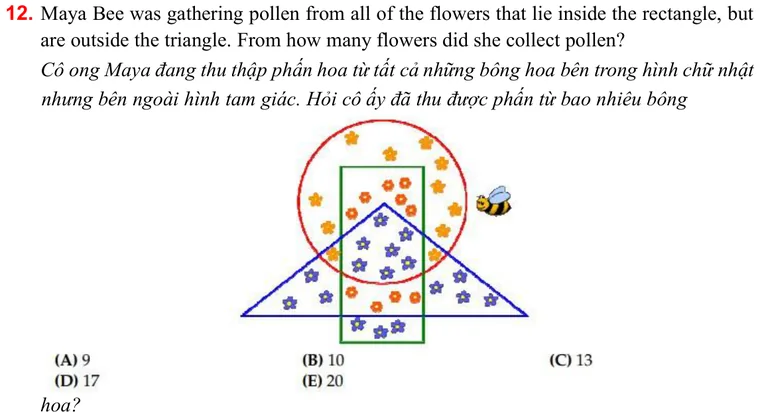 12. Maya Bee was gathering pollen from all of the flowers that lie inside the rectangle, but
are outside the triangle. From how many flowers did she collect pollen?
Cô ong Maya đang thu thập phấn hoa từ tất cả những bông hoa bên trong hình chữ nhật
nhưng bên ngoài hình tam giác. Hỏi cô ấy đã thu được phấn từ bao nhiêu bông
(A) 9 (B) 10 (C) 13
(D) 17 (E) 20
hoa?